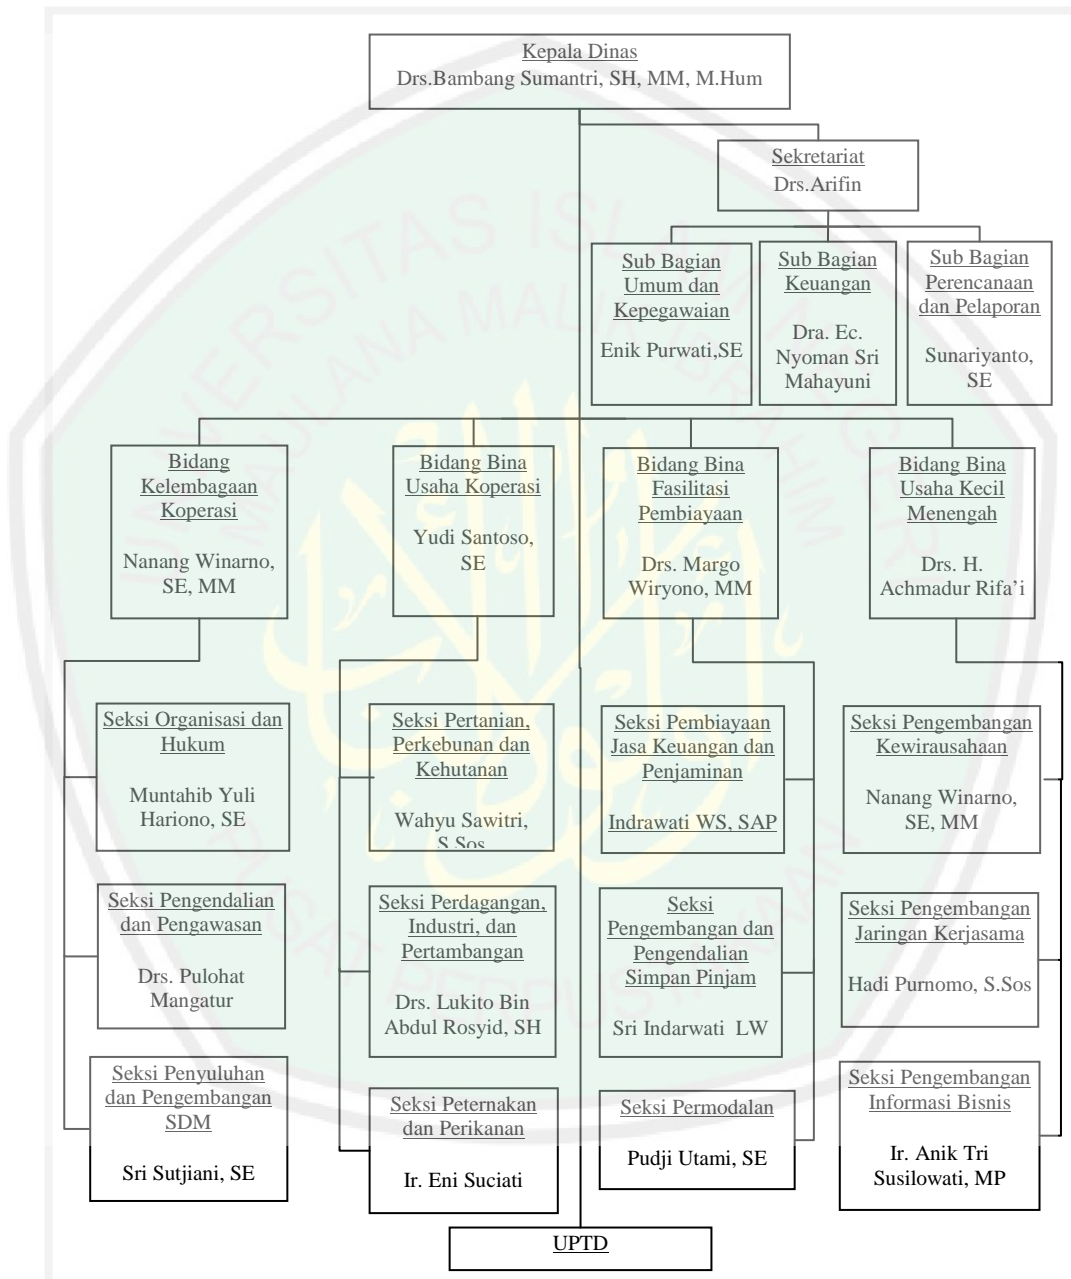 Kepala Dinas
Drs.Bambang Sumantri, SH, MM, M.Hum
Sekretariat
Drs.Arifin
Sub Bagian
Umum dan
Kepegawaian
Enik Purwati,SE
Sub Bagian
Keuangan
Dra. Ec.
Nyoman Sri
Mahayuni
Sub Bagian
Perencanaan
dan Pelaporan
Sunariyanto,
SE
Bidang
Kelembagaan
Koperasi
Nanang Winarno,
SE, MM
Bidang Bina
Usaha Koperasi
Yudi Santoso,
SE
Bidang Bina
Fasilitasi
Pembiayaan
Drs. Margo
Wiryono, MM
Bidang Bina
Usaha Kecil
Menengah
Drs. H.
Achmadur Rifa’i
Seksi Organisasi dan
Hukum
Muntahib Yuli
Hariono, SE
Seksi Pertanian,
Perkebunan dan
Kehutanan
Wahyu Sawitri,
S.Sos
Seksi Pembiayaan
Jasa Keuangan dan
Penjaminan
Indrawati WS, SAP
Seksi Pengembangan
Kewirausahaan
Nanang Winarno,
SE, MM
Seksi Pengendalian
dan Pengawasan
Drs. Pulohat
Mangatur
Seksi Perdagangan,
Industri, dan
Pertambangan
Drs. Lukito Bin
Abdul Rosyid, SH
Seksi
Pengembangan dan
Pengendalian
Simpan Pinjam
Sri Indarwati LW
Seksi Pengembangan
Jaringan Kerjasama
Hadi Purnomo, S.Sos
Seksi Penyuluhan
dan Pengembangan
SDM
Sri Sutjiani, SE
Seksi Peternakan
dan Perikanan
Ir. Eni Suciati
Seksi Permodalan
Pudji Utami, SE
Seksi Pengembangan
Informasi Bisnis
Ir. Anik Tri
Susilowati, MP
UPTD
UNIVERSITAS ISLAM NEGERI
MAULANA MALIK IBRAHIM
PUSAT PERPUSTAKAAN